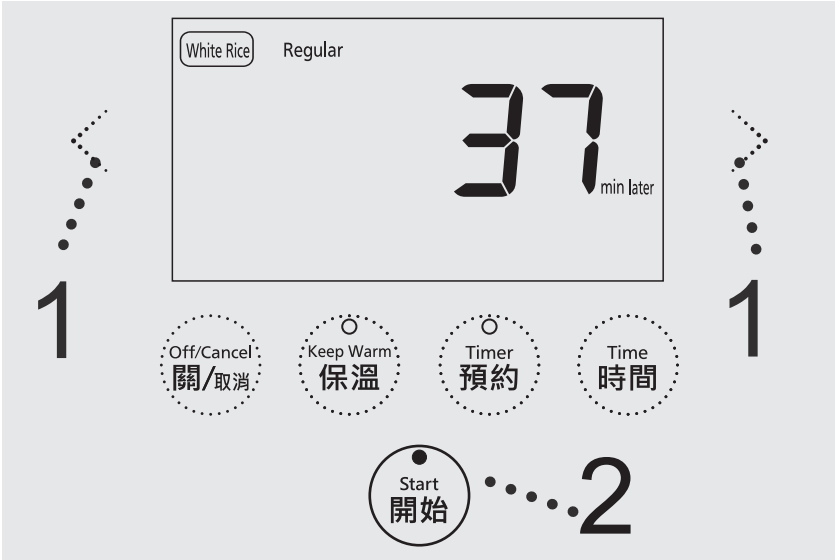 White Rice Regular
37
min later
1 1
Off/Cancel Keep Warm Timer Time
關/取消 保溫 預約 時間
Start
開始
2